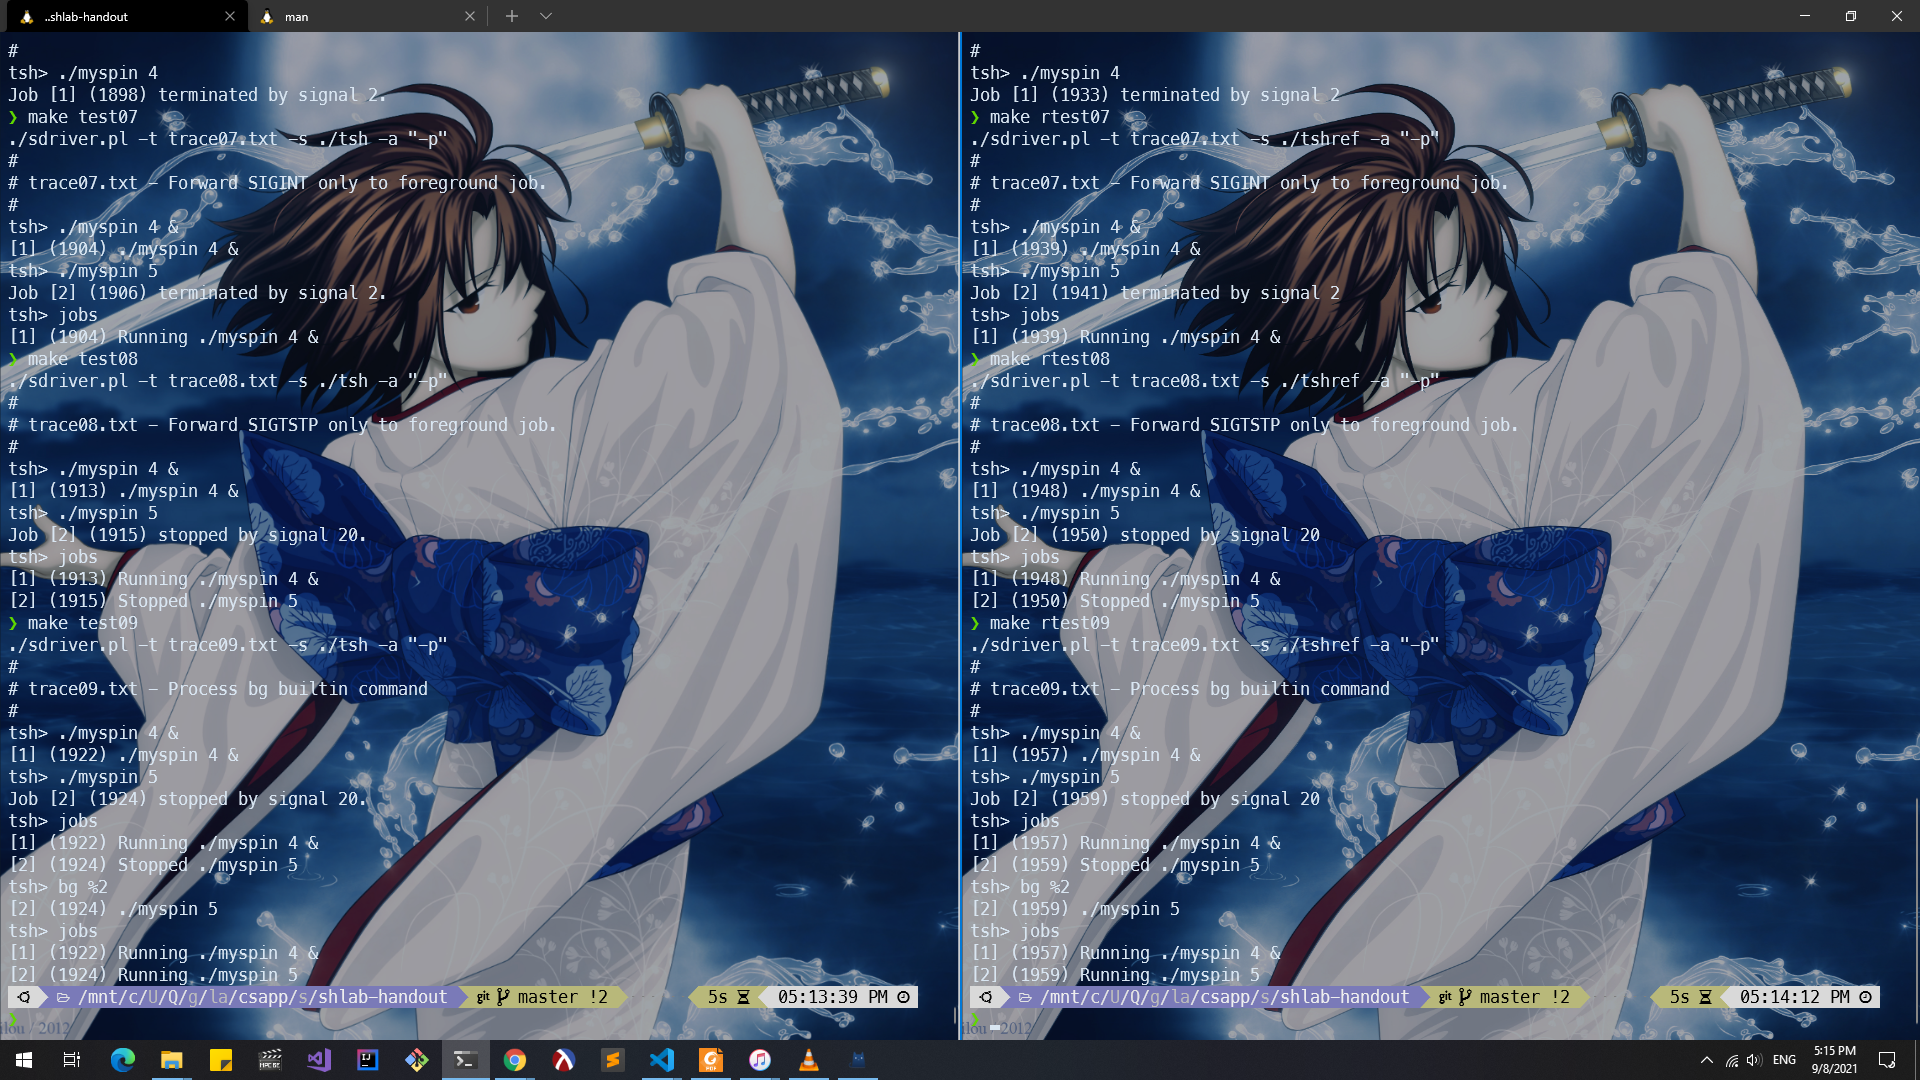 ..shlab-handout
man
#
tsh> ./myspin 4
Job [1] (1898) terminated by signal 2.
❯ make test07
./sdriver.pl -t trace07.txt -s ./tsh -a "-p"
#
# trace07.txt - Forward SIGINT only to foreground job.
#
tsh> ./myspin 4 &
[1] (1904) ./myspin 4 &
tsh> ./myspin 5
Job [2] (1906) terminated by signal 2.
tsh> jobs
[1] (1904) Running ./myspin 4 &
❯ make test08
./sdriver.pl -t trace08.txt -s ./tsh -a "-p"
#
# trace08.txt - Forward SIGTSTP only to foreground job.
#
tsh> ./myspin 4 &
[1] (1913) ./myspin 4 &
tsh> ./myspin 5
Job [2] (1915) stopped by signal 20.
tsh> jobs
[1] (1913) Running ./myspin 4 &
[2] (1915) Stopped ./myspin 5
❯ make test09
./sdriver.pl -t trace09.txt -s ./tsh -a "-p"
#
# trace09.txt - Process bg builtin command
#
tsh> ./myspin 4 &
[1] (1922) ./myspin 4 &
tsh> ./myspin 5
Job [2] (1924) stopped by signal 20.
tsh> jobs
[1] (1922) Running ./myspin 4 &
[2] (1924) Stopped ./myspin 5
tsh> bg %2
[2] (1924) ./myspin 5
tsh> jobs
[1] (1922) Running ./myspin 4 &
[2] (1924) Running ./myspin 5
/mnt/c/U/Q/g/la/csapp/s/shlab-handout git master !2 5s 05:13:39 PM
❯
ilou / 2012
#
tsh> ./myspin 4
Job [1] (1933) terminated by signal 2
❯ make rtest07
./sdriver.pl -t trace07.txt -s ./tshref -a "-p"
#
# trace07.txt - Forward SIGINT only to foreground job.
#
tsh> ./myspin 4 &
[1] (1939) ./myspin 4 &
tsh> ./myspin 5
Job [2] (1941) terminated by signal 2
tsh> jobs
[1] (1939) Running ./myspin 4 &
❯ make rtest08
./sdriver.pl -t trace08.txt -s ./tshref -a "-p"
#
# trace08.txt - Forward SIGTSTP only to foreground job.
#
tsh> ./myspin 4 &
[1] (1948) ./myspin 4 &
tsh> ./myspin 5
Job [2] (1950) stopped by signal 20
tsh> jobs
[1] (1948) Running ./myspin 4 &
[2] (1950) Stopped ./myspin 5
❯ make rtest09
./sdriver.pl -t trace09.txt -s ./tshref -a "-p"
#
# trace09.txt - Process bg builtin command
#
tsh> ./myspin 4 &
[1] (1957) ./myspin 4 &
tsh> ./myspin 5
Job [2] (1959) stopped by signal 20
tsh> jobs
[1] (1957) Running ./myspin 4 &
[2] (1959) Stopped ./myspin 5
tsh> bg %2
[2] (1959) ./myspin 5
tsh> jobs
[1] (1957) Running ./myspin 4 &
[2] (1959) Running ./myspin 5
/mnt/c/U/Q/g/la/csapp/s/shlab-handout git master !2 5s 05:14:12 PM
❯
ilou 2012
ENG
5:15 PM
9/8/2021